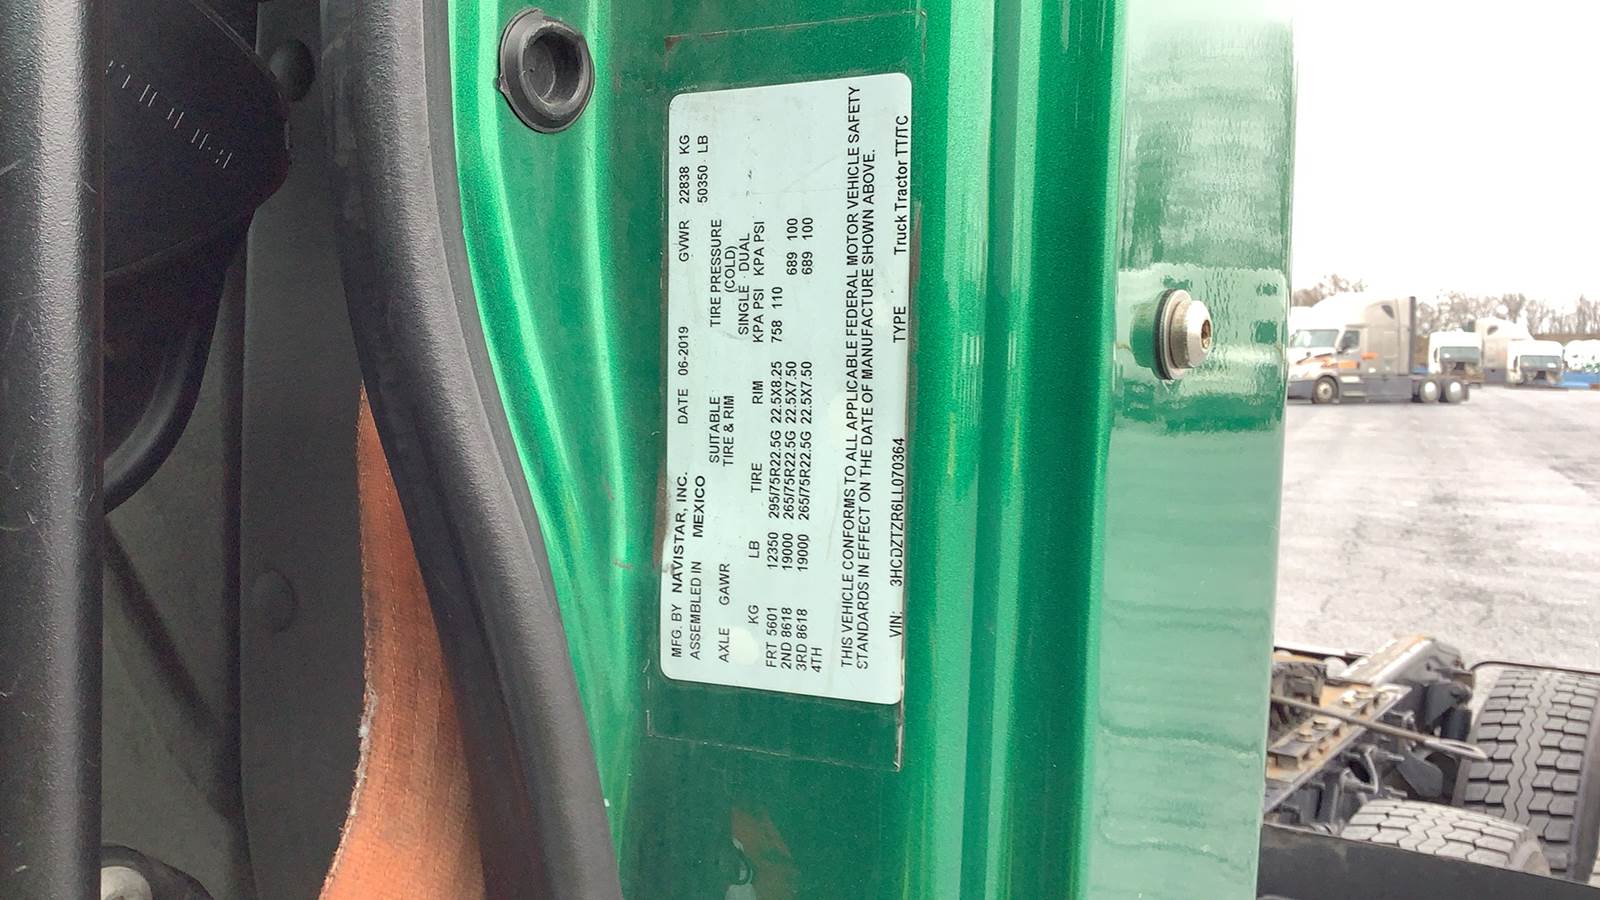 MFG. BY NAVISTAR, INC. DATE 06-2019 GVWR 22838 KG
ASSEMBLED IN MEXICO 50350 LB
SUITABLE TIRE PRESSURE
AXLE GAWR TIRE & RIM (COLD)
SINGLE DUAL
KG LB TIRE RIM KPA PSI KPA PSI
FRT 5601 12350 295/75R22.5G 22.5X8.25 758 110
2ND 8618 19000 265/75R22.5G 22.5X7.50 689 100
3RD 8618 19000 265/75R22.5G 22.5X7.50 689 100
4TH
THIS VEHICLE CONFORMS TO ALL APPLICABLE FEDERAL MOTOR VEHICLE SAFETY
STANDARDS IN EFFECT ON THE DATE OF MANUFACTURE SHOWN ABOVE.
VIN: 3HCDZTZR6LL070364 TYPE Truck Tractor TT/TC